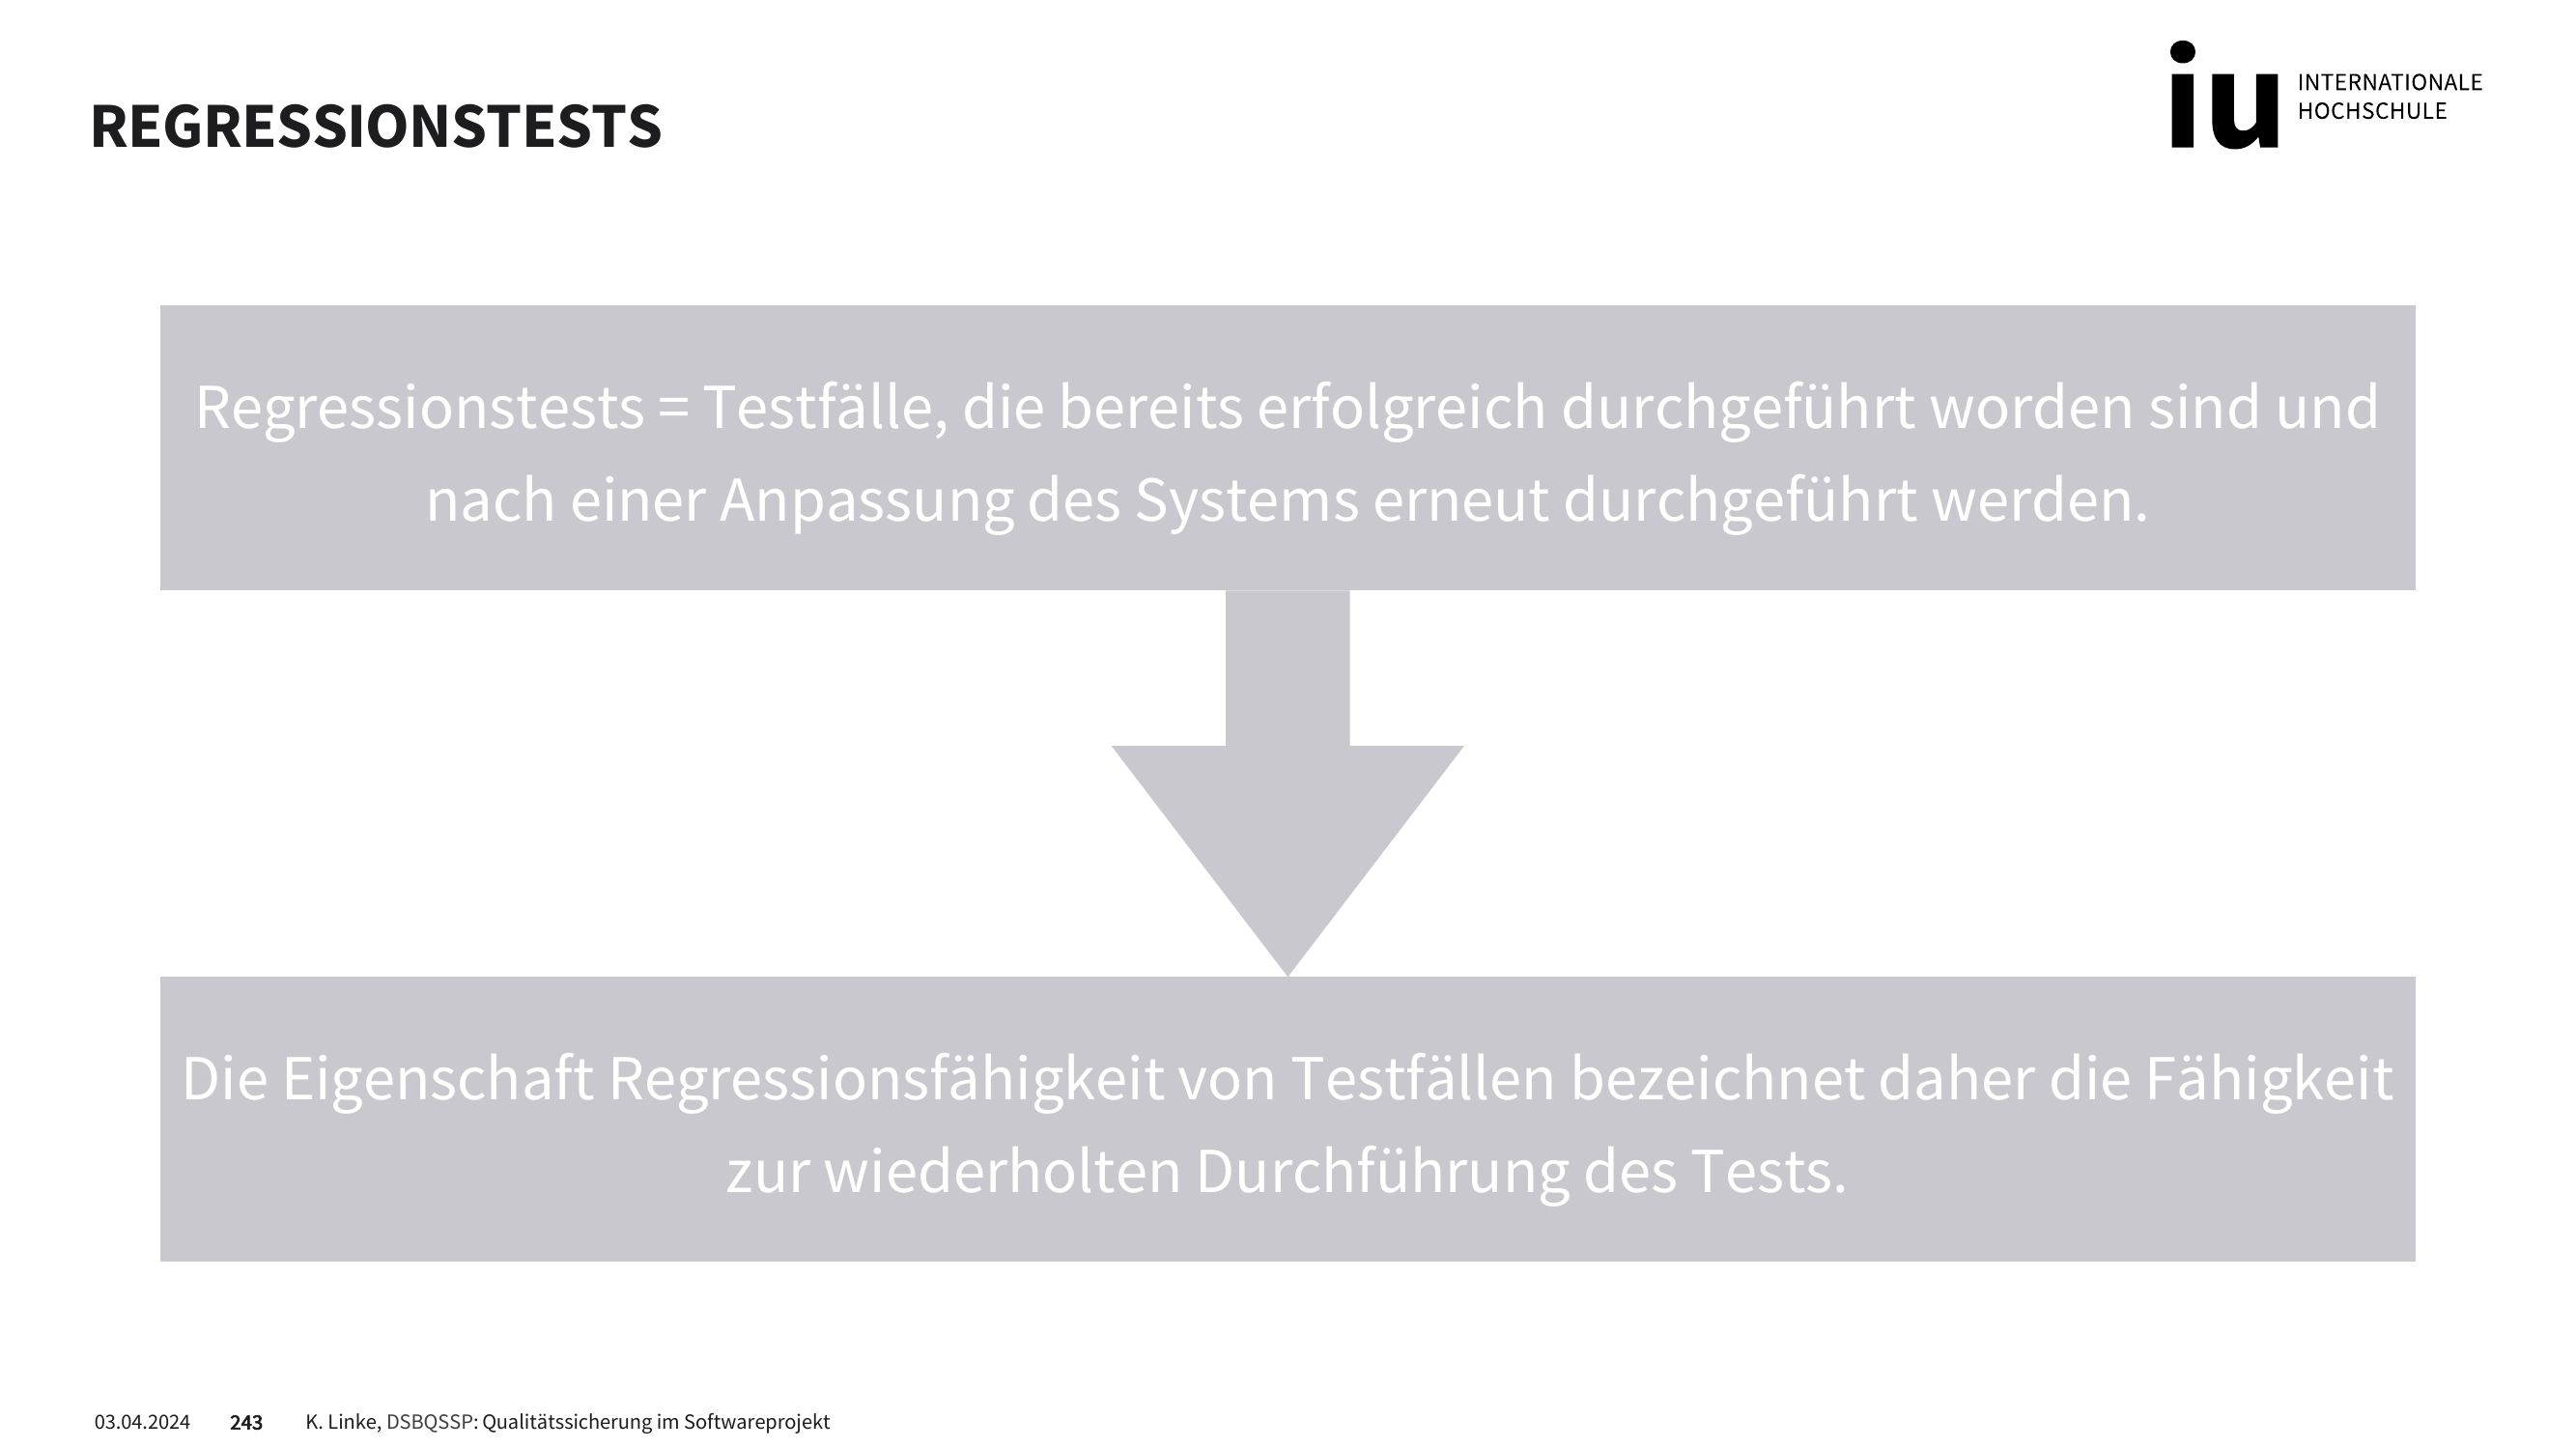 REGRESSIONSTESTS
iu INTERNATIONALE
HOCHSCHULE
Regressionstests = Testfälle, die bereits erfolgreich durchgeführt worden sind und
nach einer Anpassung des Systems erneut durchgeführt werden.
Die Eigenschaft Regressionsfähigkeit von Testfällen bezeichnet daher die Fähigkeit
zur wiederholten Durchführung des Tests.
03.04.2024 243 K. Linke, DSBQSSP: Qualitätssicherung im Softwareprojekt